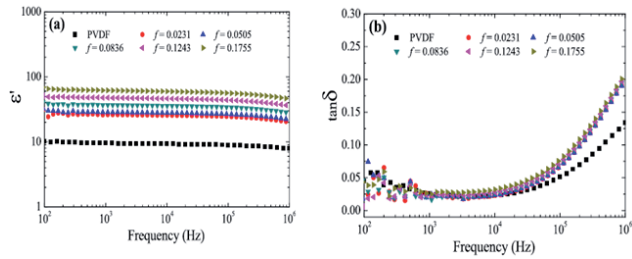 (a)
PVDF f = 0.0231 f = 0.0505
f = 0.0836 f = 0.1243 f = 0.1755
1000
100
10
1
ε'
10² 10³ 10⁴ 10⁵ 10⁶
Frequency (Hz)
(b)
PVDF f = 0.0231 f = 0.0505
f = 0.0836 f = 0.1243 f = 0.1755
0.30
0.25
0.20
0.15
0.10
0.05
0.00
tanδ
10² 10³ 10⁴ 10⁵ 10⁶
Frequency (Hz)